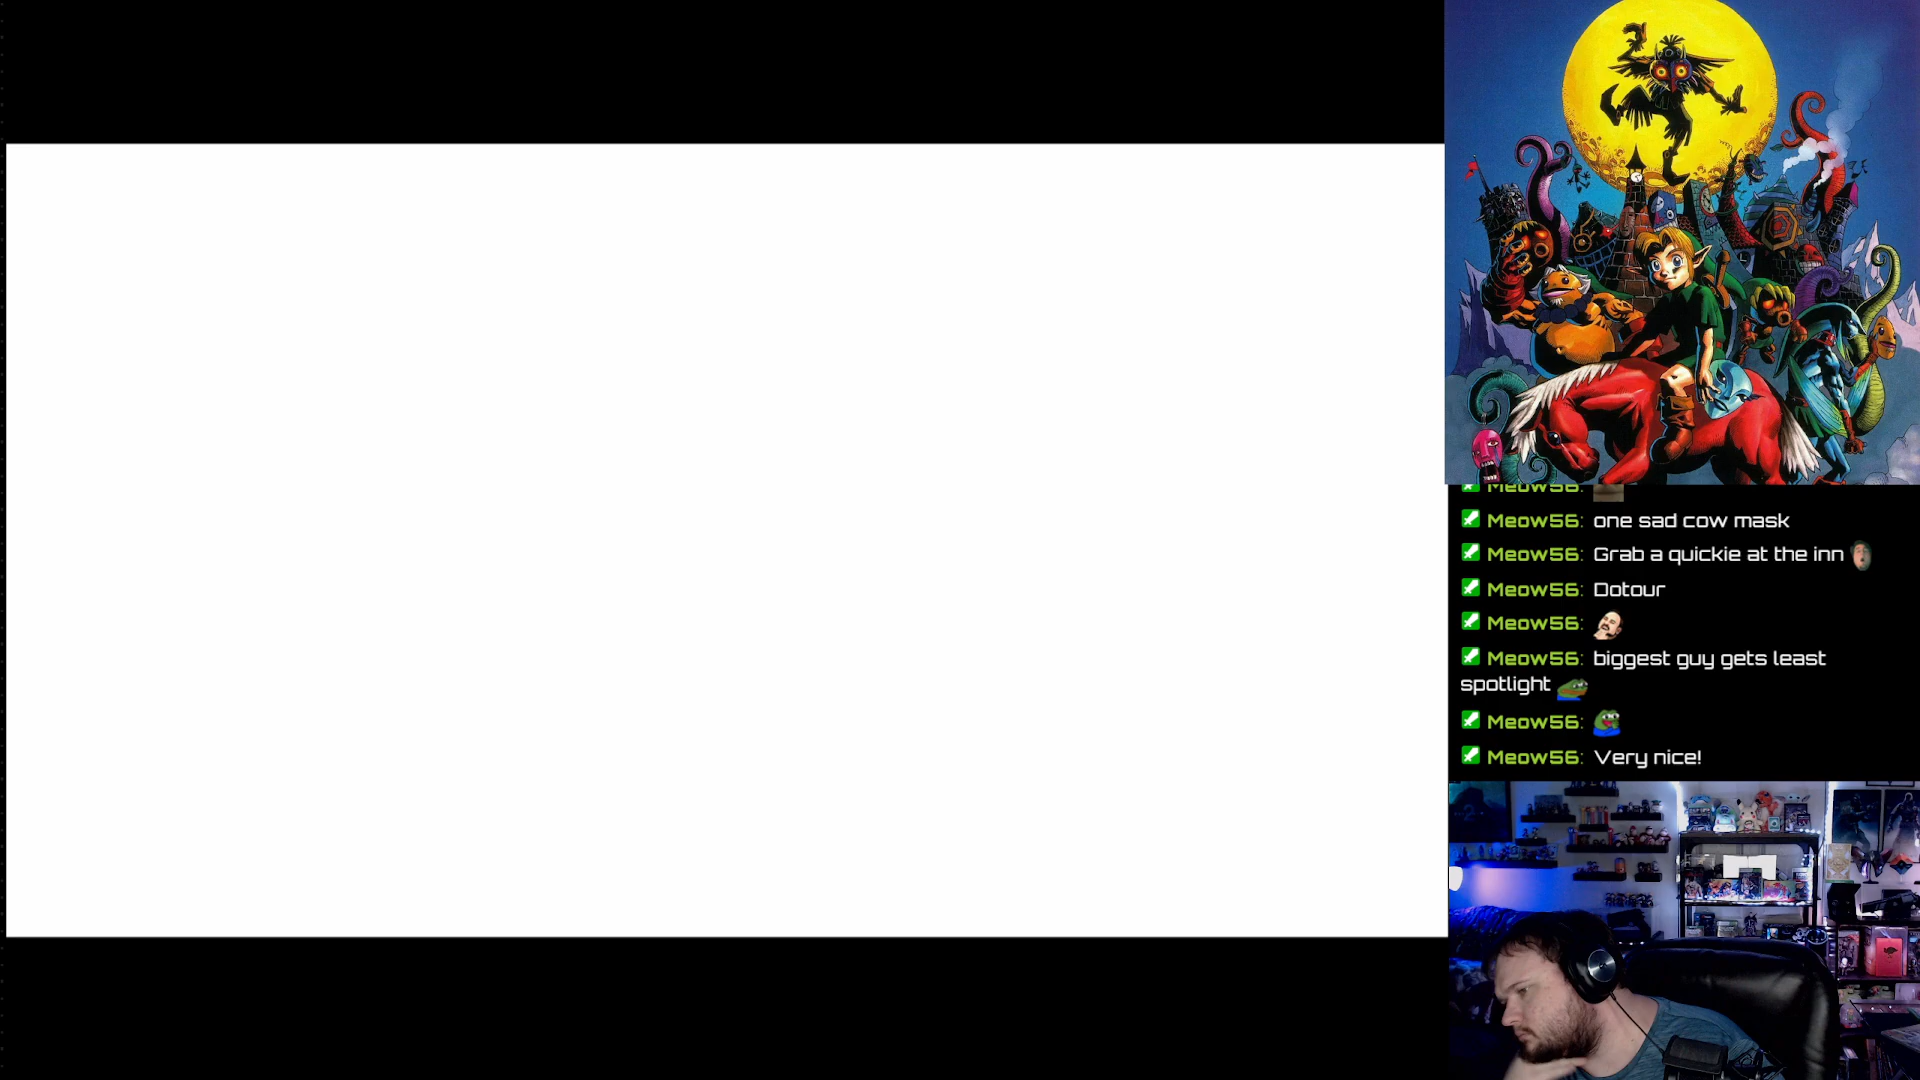 Meow56:
Meow56: one sad cow mask
Meow56: Grab a quickie at the inn
Meow56: Dotour
Meow56:
Meow56: biggest guy gets least
spotlight
Meow56:
Meow56: Very nice!